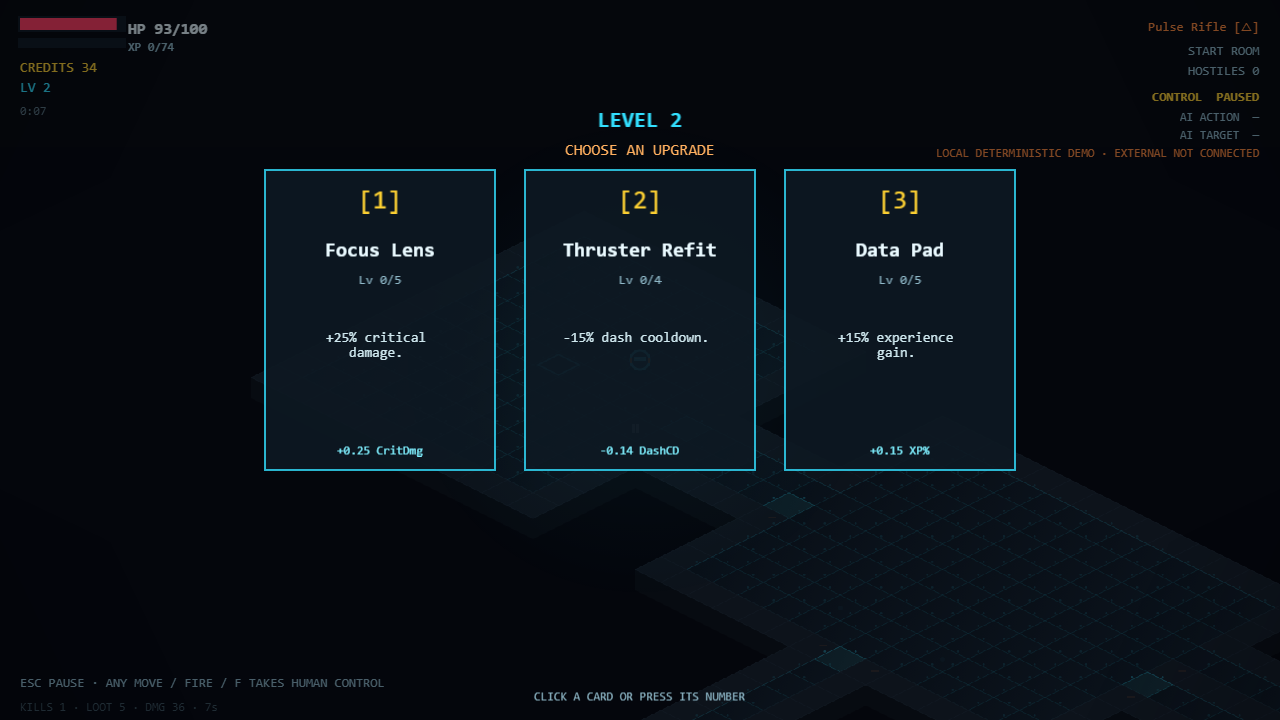 HP 93/100
XP 0/74
CREDITS 34
LV 2
0:07
Pulse Rifle [△]
START ROOM
HOSTILES 0
CONTROL PAUSED
AI ACTION —
AI TARGET —
LOCAL DETERMINISTIC DEMO · EXTERNAL NOT CONNECTED
LEVEL 2
CHOOSE AN UPGRADE
[1]
Focus Lens
Lv 0/5
+25% critical
damage.
+0.25 CritDmg
[2]
Thruster Refit
Lv 0/4
-15% dash cooldown.
-0.14 DashCD
[3]
Data Pad
Lv 0/5
+15% experience
gain.
+0.15 XP%
ESC PAUSE · ANY MOVE / FIRE / F TAKES HUMAN CONTROL
KILLS 1 · LOOT 5 · DMG 36 · 7s
CLICK A CARD OR PRESS ITS NUMBER